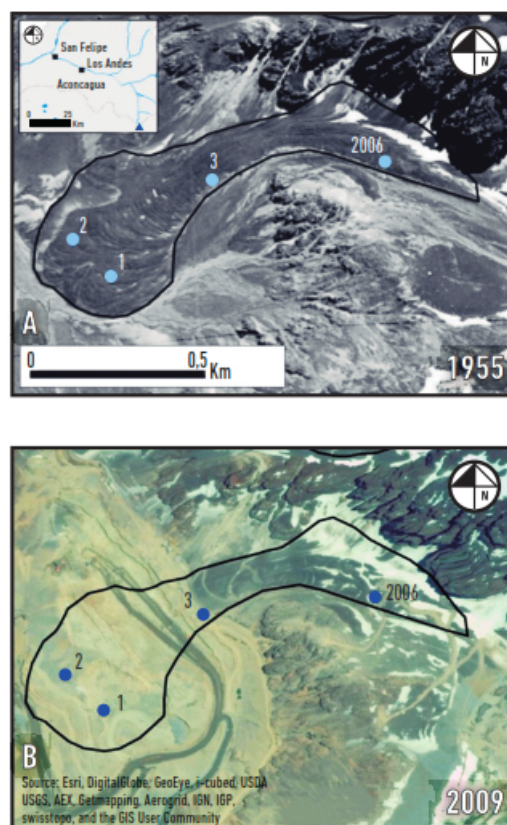 San Felipe
Los Andes
Aconcagua
0 25
Km
N
2006
3
2
1
A
0 0,5
Km
1955
N
2006
3
2
1
B
Source: Esri, DigitalGlobe, GeoEye, i-cubed, USDA
USGS, AEX, Getmapping, Aerogrid, IGN, IGP,
swisstopo, and the GIS User Community
2009